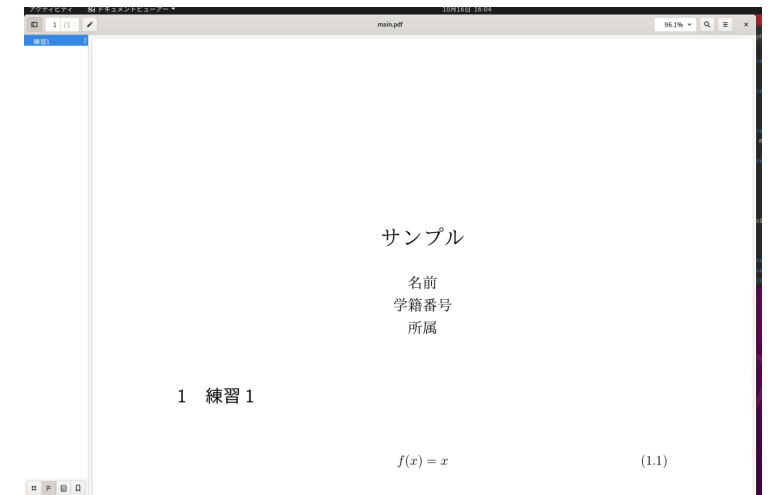 アクティビティ ドキュメントビューアー
10月16日 16:04
1 /1
main.pdf
96.1%
練習1 1
サンプル
名前
学籍番号
所属
1 練習 1
f(x) = x (1.1)